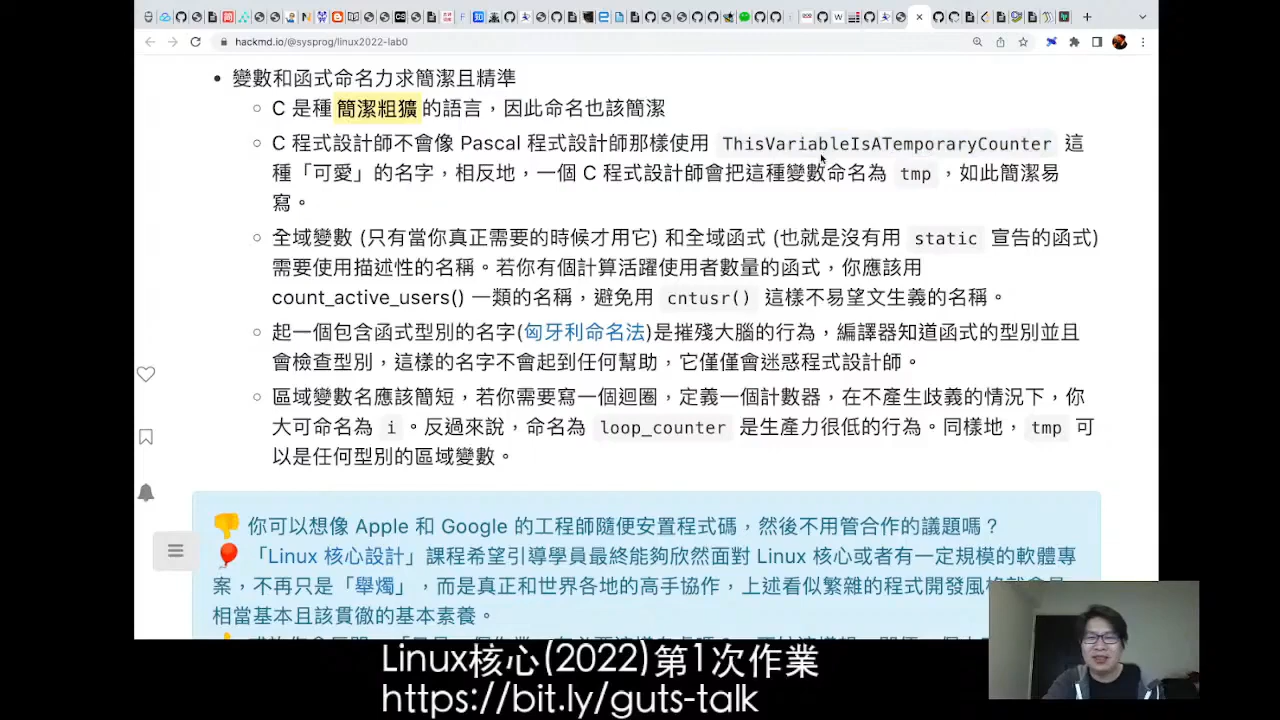 hackmd.io/@sysprog/linux2022-lab0
變數和函式命名力求簡潔且精準
C 是種 簡潔粗獷 的語言，因此命名也該簡潔
C 程式設計師不會像 Pascal 程式設計師那樣使用 ThisVariableIsATemporaryCounter 這
種「可愛」的名字，相反地，一個 C 程式設計師會把這種變數命名為 tmp ，如此簡潔易
寫。
全域變數 (只有當你真正需要的時候才用它) 和全域函式 (也就是沒有用 static 宣告的函式)
需要使用描述性的名稱。若你有個計算活躍使用者數量的函式，你應該用
count_active_users() 一類的名稱，避免用 cntusr() 這樣不易望文生義的名稱。
起一個包含函式型別的名字(匈牙利命名法)是摧殘大腦的行為，編譯器知道函式的型別並且
會檢查型別，這樣的名字不會起到任何幫助，它僅僅會迷惑程式設計師。
區域變數名應該簡短，若你需要寫一個迴圈，定義一個計數器，在不產生歧義的情況下，你
大可命名為 i 。反過來說，命名為 loop_counter 是生產力很低的行為。同樣地， tmp 可
以是任何型別的區域變數。
👎 你可以想像 Apple 和 Google 的工程師隨便安置程式碼，然後不用管合作的議題嗎？
🎈 「Linux 核心設計」課程希望引導學員最終能夠欣然面對 Linux 核心或者有一定規模的軟體專
案，不再只是「舉燭」，而是真正和世界各地的高手協作，上述看似繁雜的程式開發風格就會是
相當基本且該貫徹的基本素養。
Linux核心(2022)第1次作業
https://bit.ly/guts-talk